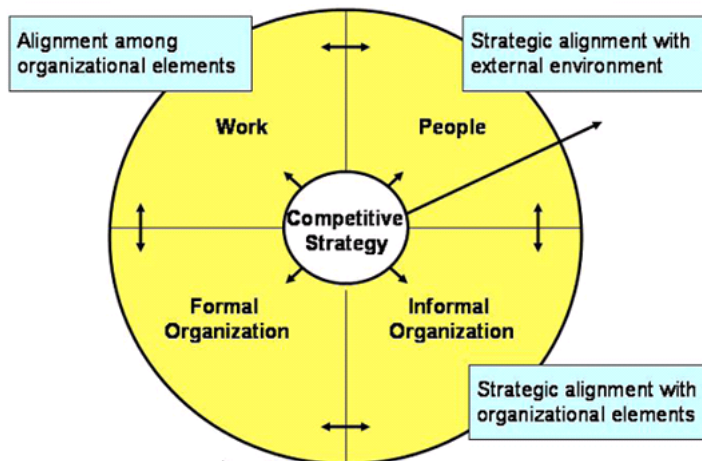 Alignment among
organizational elements
Strategic alignment with
external environment
Work
People
Competitive
Strategy
Formal
Organization
Informal
Organization
Strategic alignment with
organizational elements